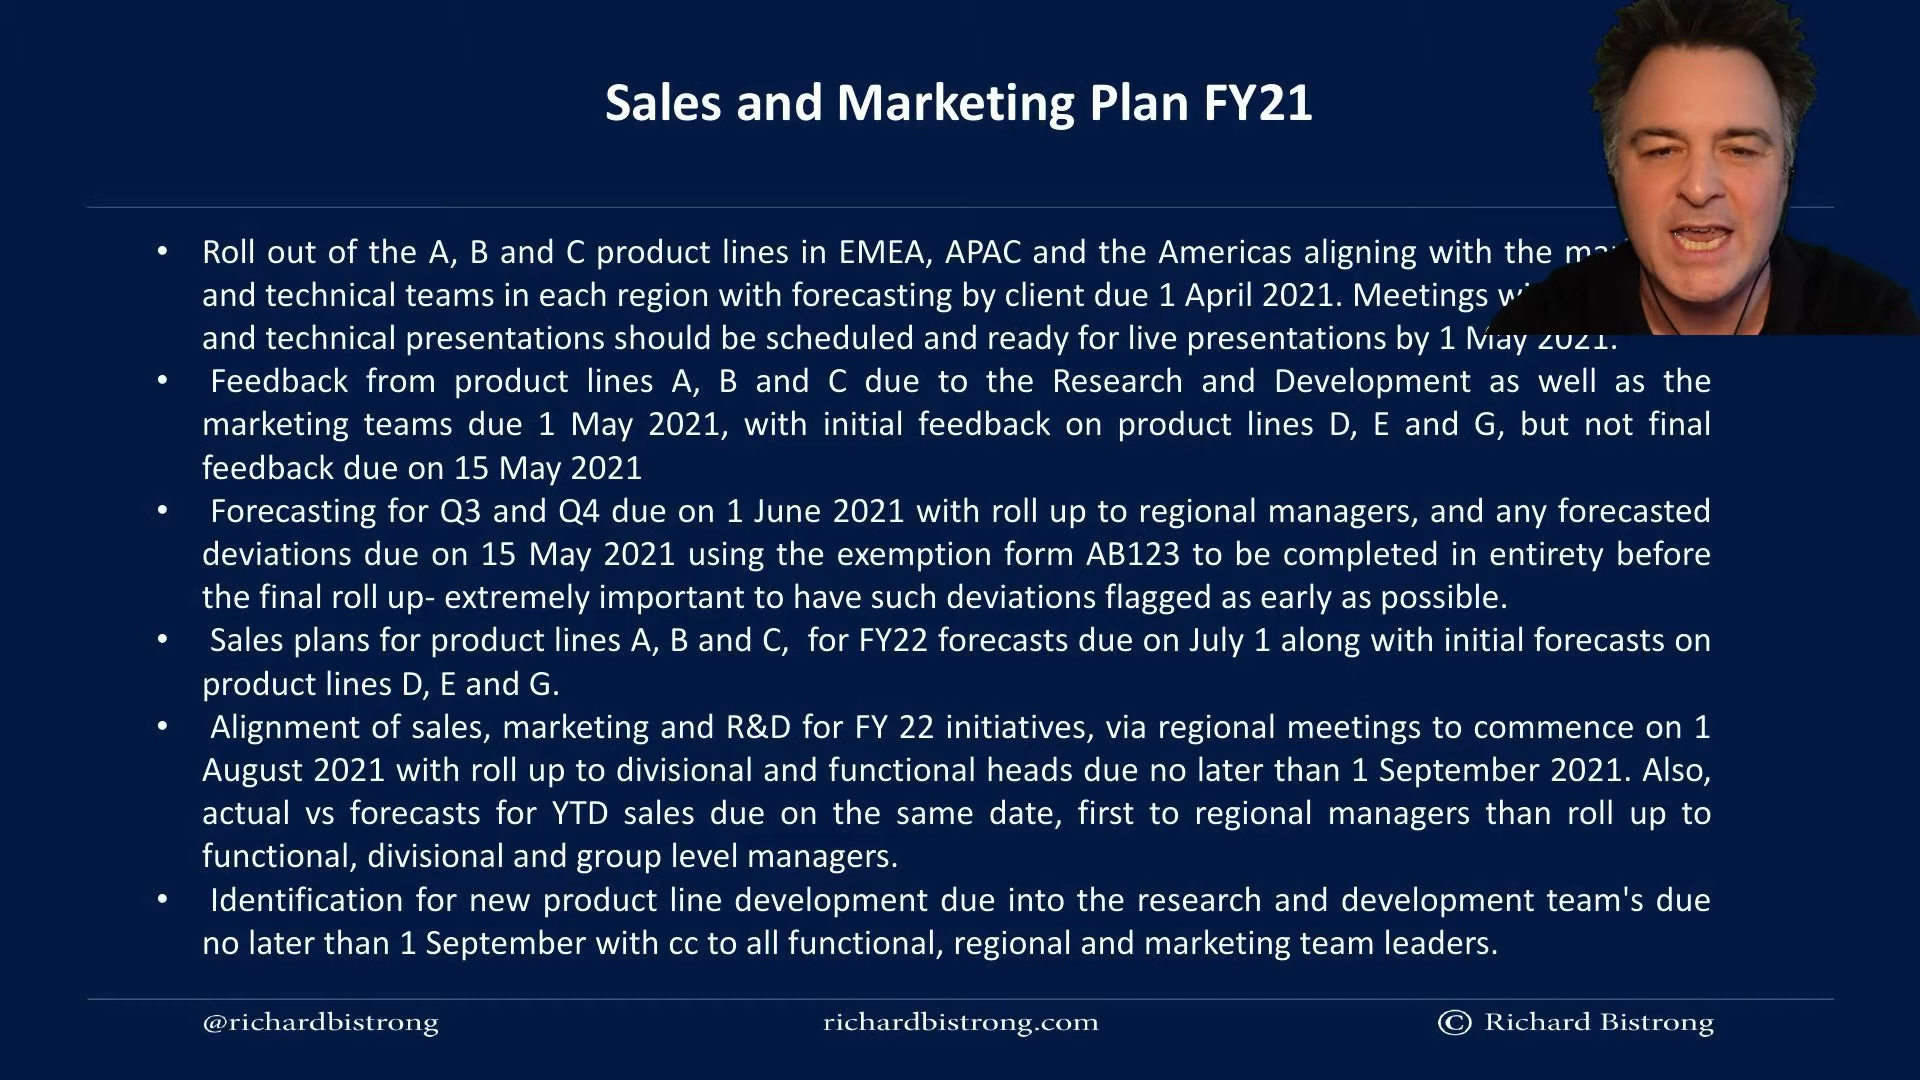 Sales and Marketing Plan FY21
• Roll out of the A, B and C product lines in EMEA, APAC and the Americas aligning with the
and technical teams in each region with forecasting by client due 1 April 2021. Meetings
and technical presentations should be scheduled and ready for live presentations by 1 May 2021.
• Feedback from product lines A, B and C due to the Research and Development as well as the
marketing teams due 1 May 2021, with initial feedback on product lines D, E and G, but not final
feedback due on 15 May 2021
• Forecasting for Q3 and Q4 due on 1 June 2021 with roll up to regional managers, and any forecasted
deviations due on 15 May 2021 using the exemption form AB123 to be completed in entirety before
the final roll up- extremely important to have such deviations flagged as early as possible.
• Sales plans for product lines A, B and C,  for FY22 forecasts due on July 1 along with initial forecasts on
product lines D, E and G.
• Alignment of sales, marketing and R&D for FY 22 initiatives, via regional meetings to commence on 1
August 2021 with roll up to divisional and functional heads due no later than 1 September 2021. Also,
actual vs forecasts for YTD sales due on the same date, first to regional managers than roll up to
functional, divisional and group level managers.
• Identification for new product line development due into the research and development team's due
no later than 1 September with cc to all functional, regional and marketing team leaders.
@richardbistrong
richardbistrong.com
© Richard Bistrong